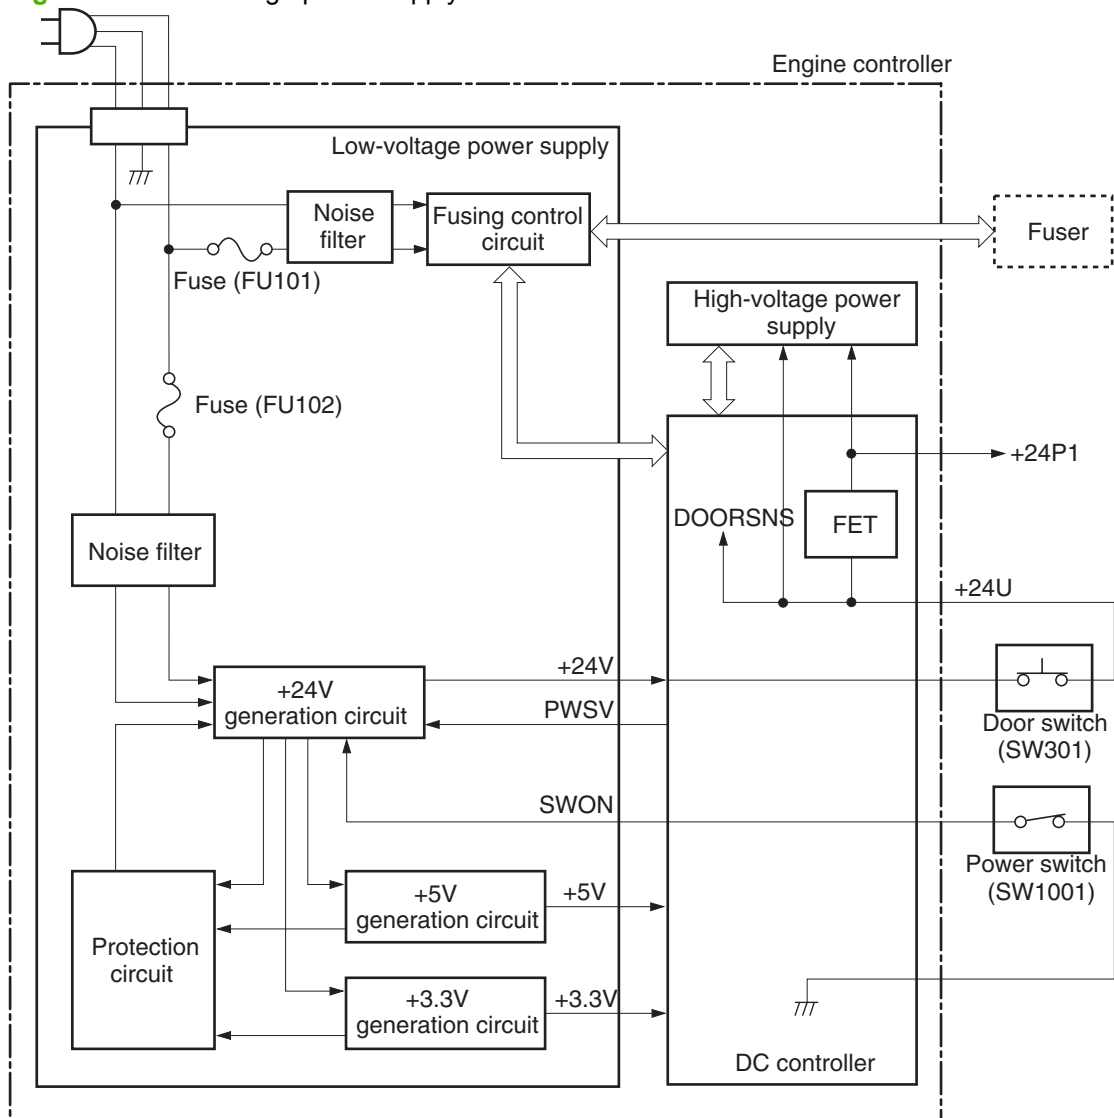 Engine controller
Low-voltage power supply
Noise
filter
Fusing control
circuit
Fuser
Fuse (FU101)
High-voltage power
supply
Fuse (FU102)
+24P1
DOORSNS
FET
Noise filter
+24U
+24V
+24V
generation circuit
PWSV
Door switch
(SW301)
SWON
Power switch
(SW1001)
+5V
generation circuit
+5V
Protection
circuit
+3.3V
generation circuit
+3.3V
DC controller